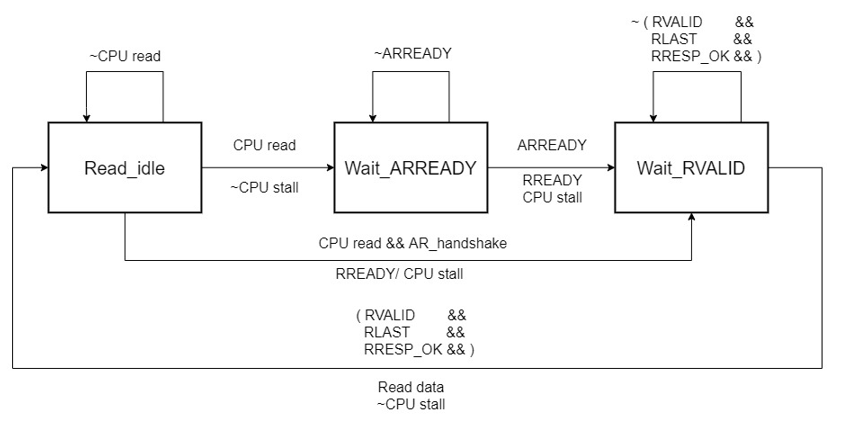 ~ ( RVALID &&
RLAST &&
RRESP_OK && )
~CPU read
~ARREADY
CPU read
ARREADY
Read_idle
Wait_ARREADY
Wait_RVALID
~CPU stall
RREADY
CPU stall
CPU read && AR_handshake
RREADY/ CPU stall
( RVALID &&
RLAST &&
RRESP_OK && )
Read data
~CPU stall